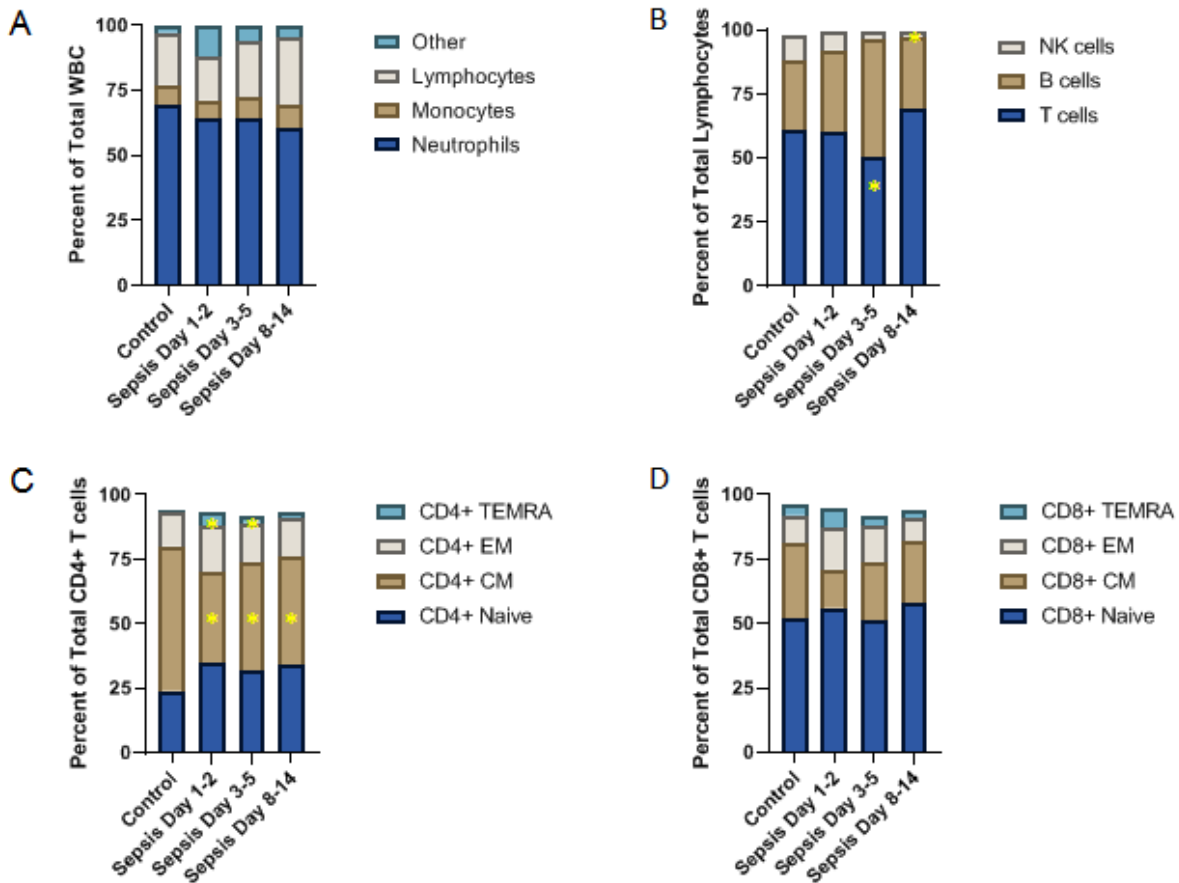 A
Percent of Total WBC
100
75
50
25
0
Control
Sepsis Day 1-2
Sepsis Day 3-5
Sepsis Day 8-14
Other
Lymphocytes
Monocytes
Neutrophils
B
Percent of Total Lymphocytes
100
75
50
25
0
Control
Sepsis Day 1-2
Sepsis Day 3-5
Sepsis Day 8-14
NK cells
B cells
T cells
C
Percent of Total CD4+ T cells
100
75
50
25
0
Control
Sepsis Day 1-2
Sepsis Day 3-5
Sepsis Day 8-14
CD4+ TEMRA
CD4+ EM
CD4+ CM
CD4+ Naive
D
Percent of Total CD8+ T cells
100
75
50
25
0
Control
Sepsis Day 1-2
Sepsis Day 3-5
Sepsis Day 8-14
CD8+ TEMRA
CD8+ EM
CD8+ CM
CD8+ Naive